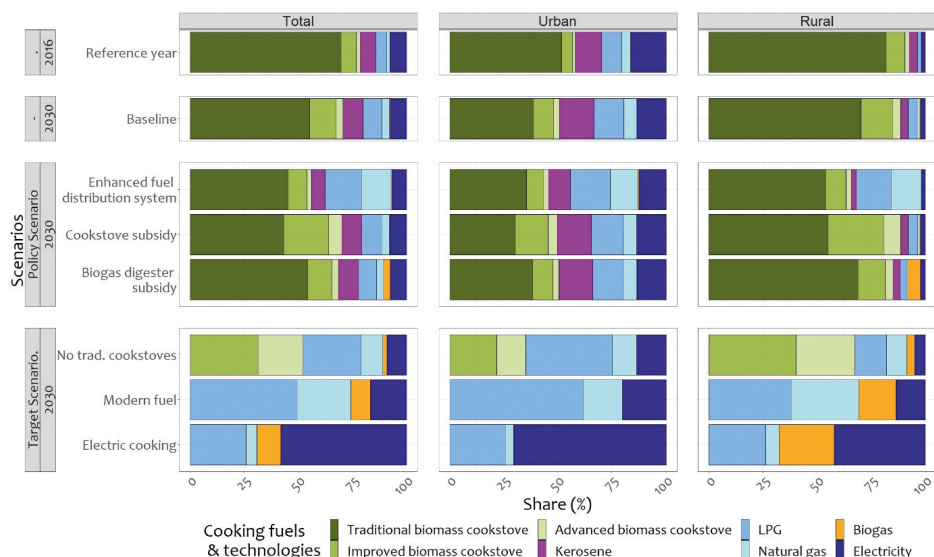 Total Urban Rural
- 2016
Reference year
- 2030
Baseline
Scenarios
Policy Scenario
2030
Enhanced fuel
distribution system
Cookstove subsidy
Biogas digester
subsidy
Target Scenario.
2030
No trad. cookstoves
Modern fuel
Electric cooking
0 25 50 75 100 0 25 50 75 100 0 25 50 75 100
Share (%)
Cooking fuels
& technologies
Traditional biomass cookstove Advanced biomass cookstove LPG Biogas
Improved biomass cookstove Kerosene Natural gas Electricity